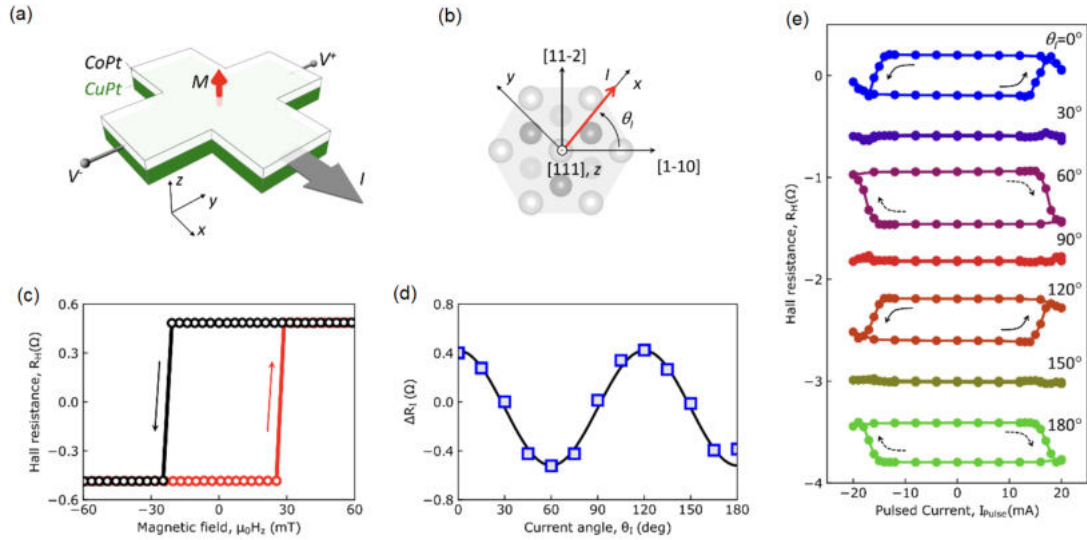 (a)
CoPt
CuPt
M
V+
V-
I
z
y
x
(b)
[11-2]
y
I
x
θI
[111], z
[1-10]
(c)
Hall resistance, RH(Ω)
0.6
0.3
0.0
-0.3
-0.6
-60
-30
0
30
60
Magnetic field, μ0Hz (mT)
(d)
ΔRI (Ω)
0.8
0.4
0.0
-0.4
-0.8
0
30
60
90
120
150
180
Current angle, θI (deg)
(e)
Hall resistance, RH(Ω)
0
-1
-2
-3
-4
θI=0°
30°
60°
90°
120°
150°
180°
-20
-10
0
10
20
Pulsed Current, IPulse(mA)